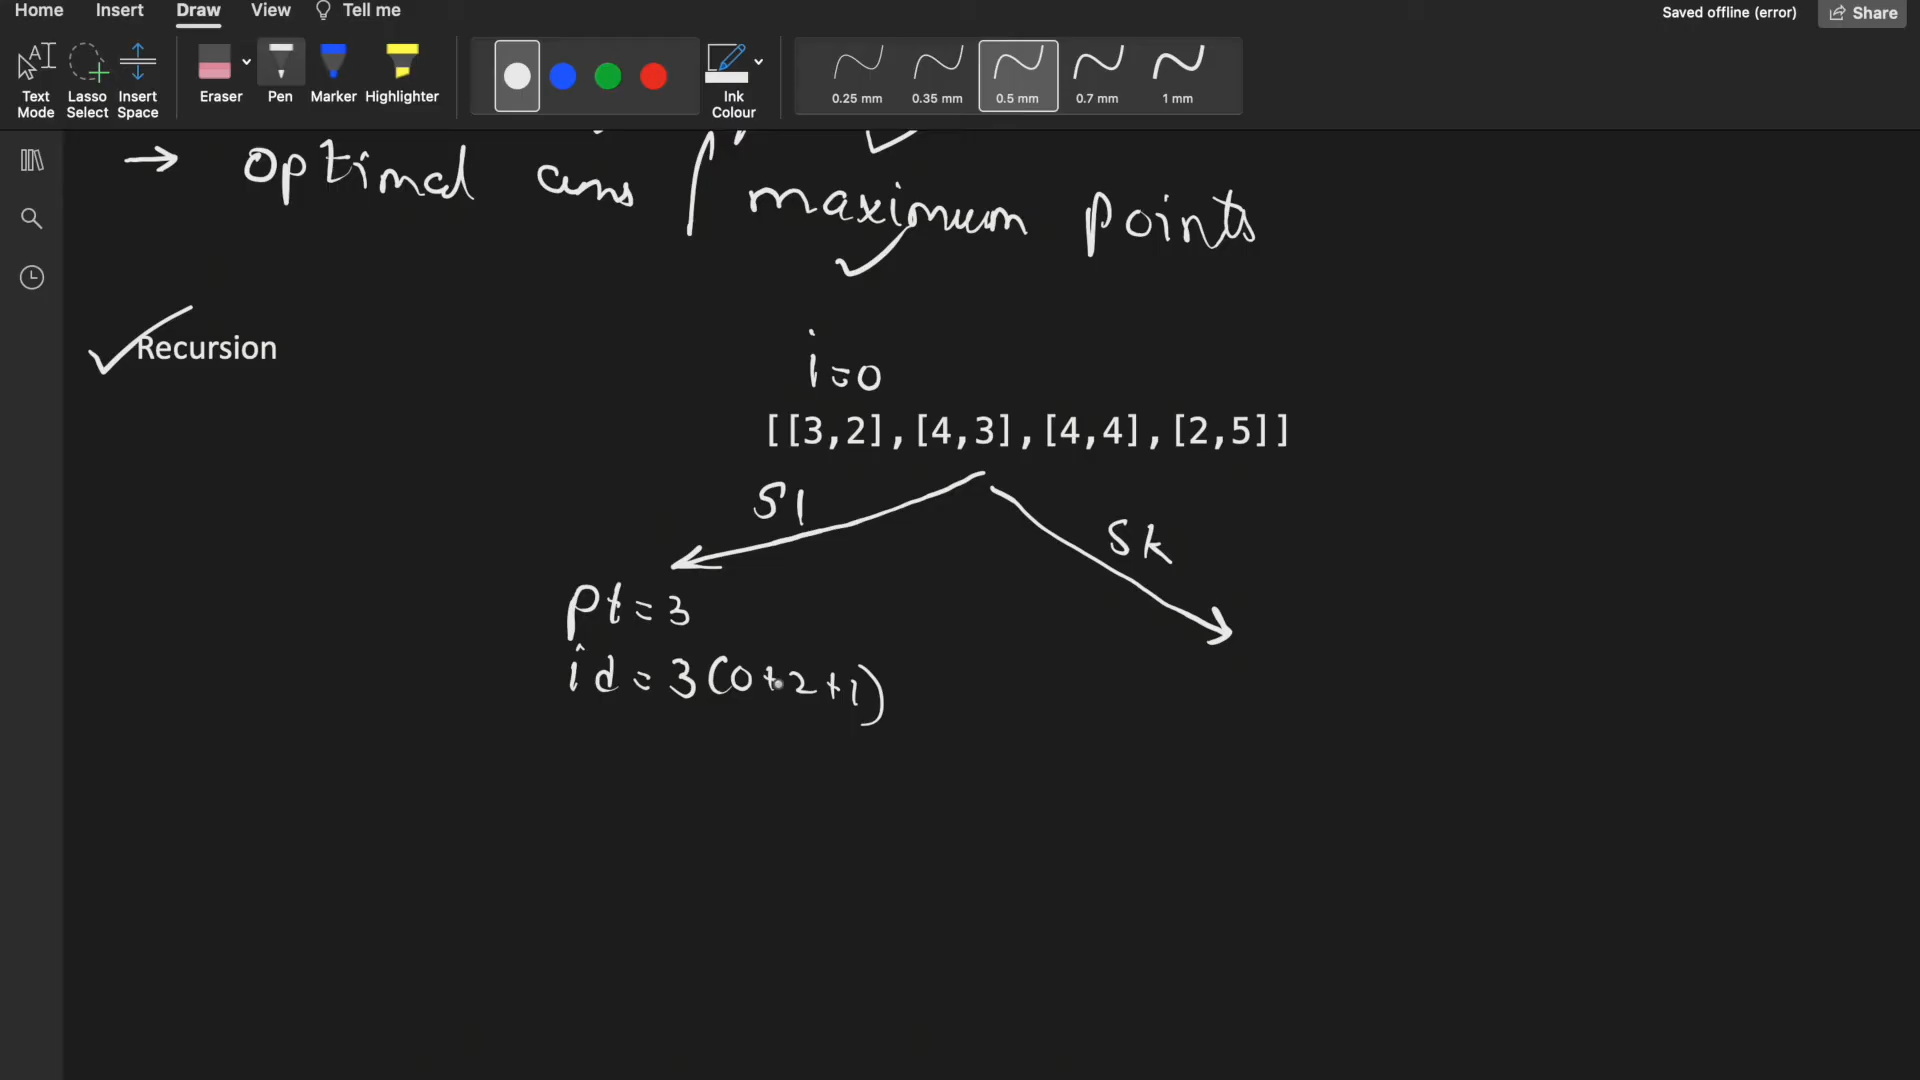 Home Insert Draw View Tell me Saved offline (error) Share
Text Mode Lasso Select Insert Space Eraser Pen Marker Highlighter Ink Colour 0.25 mm 0.35 mm 0.5 mm 0.7 mm 1 mm
→ optimal ans / maximum points
Recursion
i=0
[[3,2],[4,3],[4,4],[2,5]]
Sl
Sk
pt=3
id=3(0+2+1)